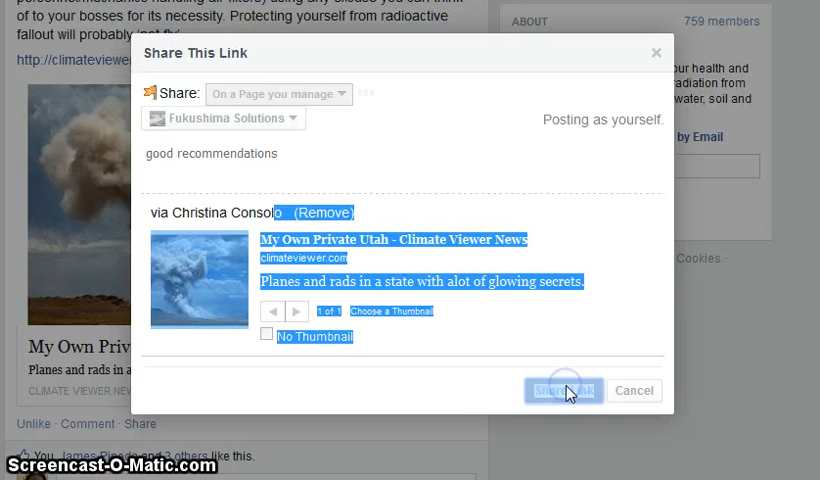 personnel/mechanics handling air filters) using any excuses you can think
of to your bosses for its necessity. Protecting yourself from radioactive
fallout will probably 'not fly'.
http://climateviewer
ABOUT
759 members
our health and
radiation from
water, soil and
by Email
Cookies ·
Share This Link
×
Share:
On a Page you manage
Fukushima Solutions
Posting as yourself.
good recommendations
via Christina Consolo (Remove)
My Own Private Utah - Climate Viewer News
climateviewer.com
Planes and rads in a state with alot of glowing secrets.
1 of 1 Choose a Thumbnail
No Thumbnail
Share Link
Cancel
My Own Priv
Planes and rads in a
CLIMATE VIEWER NEW
Unlike · Comment · Share
You, James Pinedo and 3 others like this.
Screencast-O-Matic.com